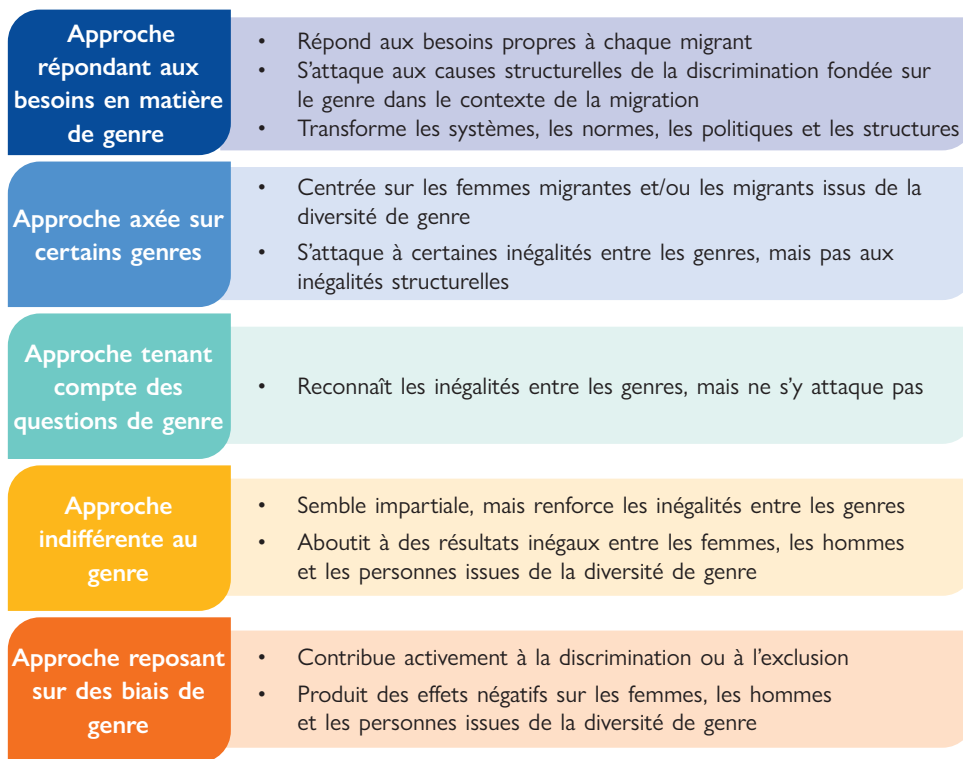 Approche
répondant aux
besoins en matière
de genre
• Répond aux besoins propres à chaque migrant
• S'attaque aux causes structurelles de la discrimination fondée sur
le genre dans le contexte de la migration
• Transforme les systèmes, les normes, les politiques et les structures
Approche axée sur
certains genres
• Centrée sur les femmes migrantes et/ou les migrants issus de la
diversité de genre
• S'attaque à certaines inégalités entre les genres, mais pas aux
inégalités structurelles
Approche tenant
compte des
questions de genre
• Reconnaît les inégalités entre les genres, mais ne s'y attaque pas
Approche
indifférente au
genre
• Semble impartiale, mais renforce les inégalités entre les genres
• Aboutit à des résultats inégaux entre les femmes, les hommes
et les personnes issues de la diversité de genre
Approche reposant
sur des biais de
genre
• Contribue activement à la discrimination ou à l'exclusion
• Produit des effets négatifs sur les femmes, les hommes
et les personnes issues de la diversité de genre